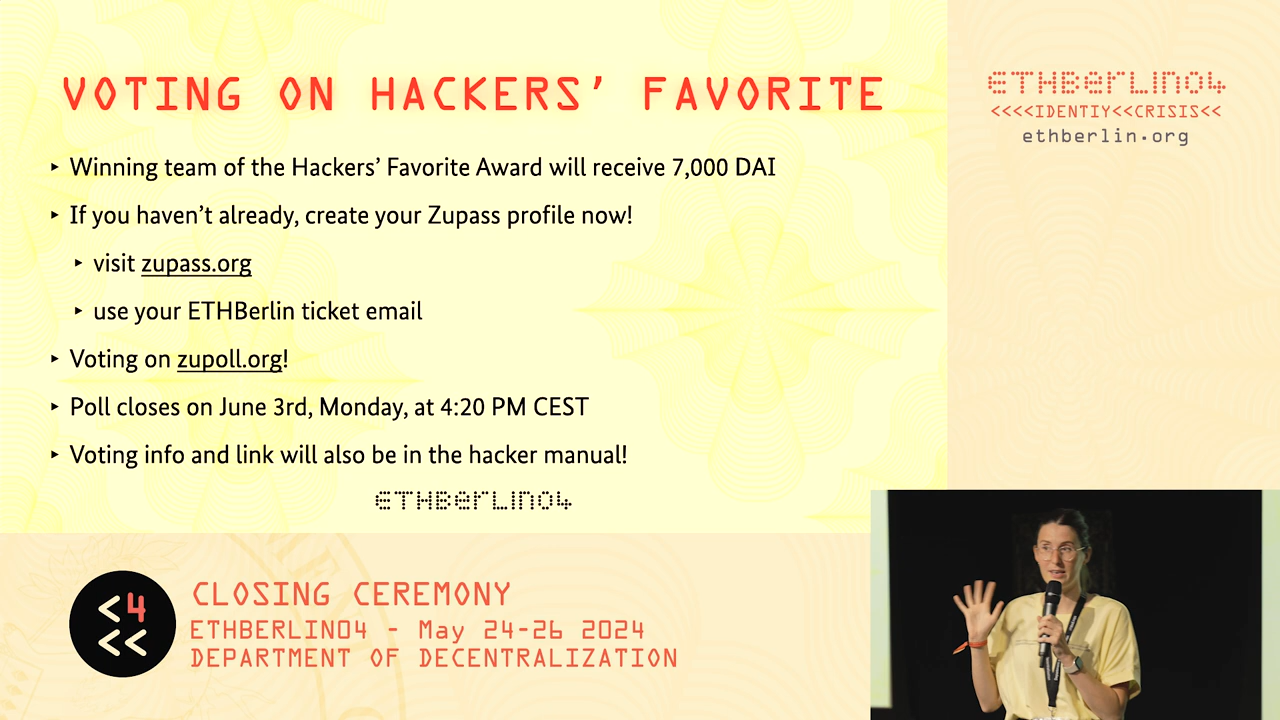 VOTING ON HACKERS’ FAVORITE
‣ Winning team of the Hackers’ Favorite Award will receive 7,000 DAI
‣ If you haven’t already, create your Zupass profile now!
‣ visit zupass.org
‣ use your ETHBerlin ticket email
‣ Voting on zupoll.org!
‣ Poll closes on June 3rd, Monday, at 4:20 PM CEST
‣ Voting info and link will also be in the hacker manual!
ETHBerLIN04
ETHBerLIN04
<<<<IDENTIY<<CRISIS<<
ethberlin.org
<4
<<
CLOSING CEREMONY
ETHBERLIN04 - May 24-26 2024
DEPARTMENT OF DECENTRALIZATION